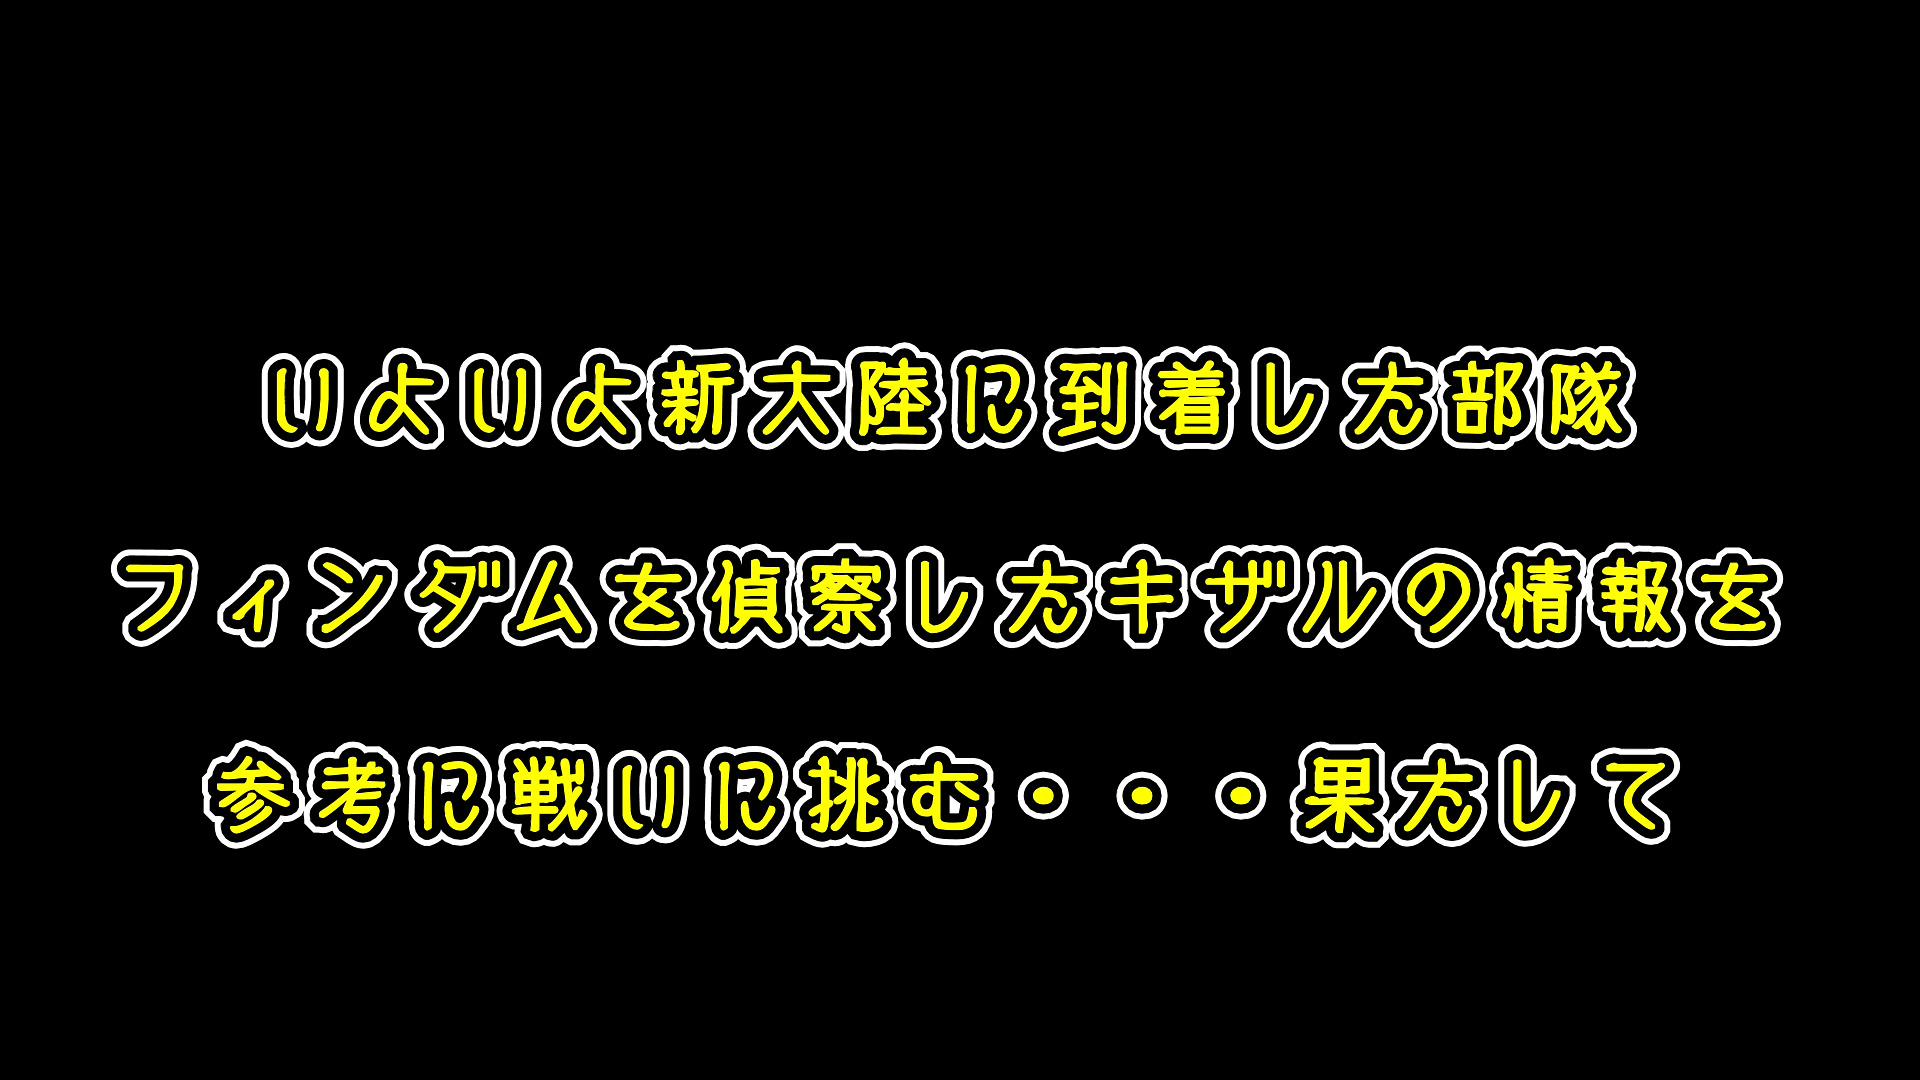 いよいよ新大陸に到着した部隊
フィンダムを偵察したキザルの情報を
参考に戦いに挑む・・・果たして